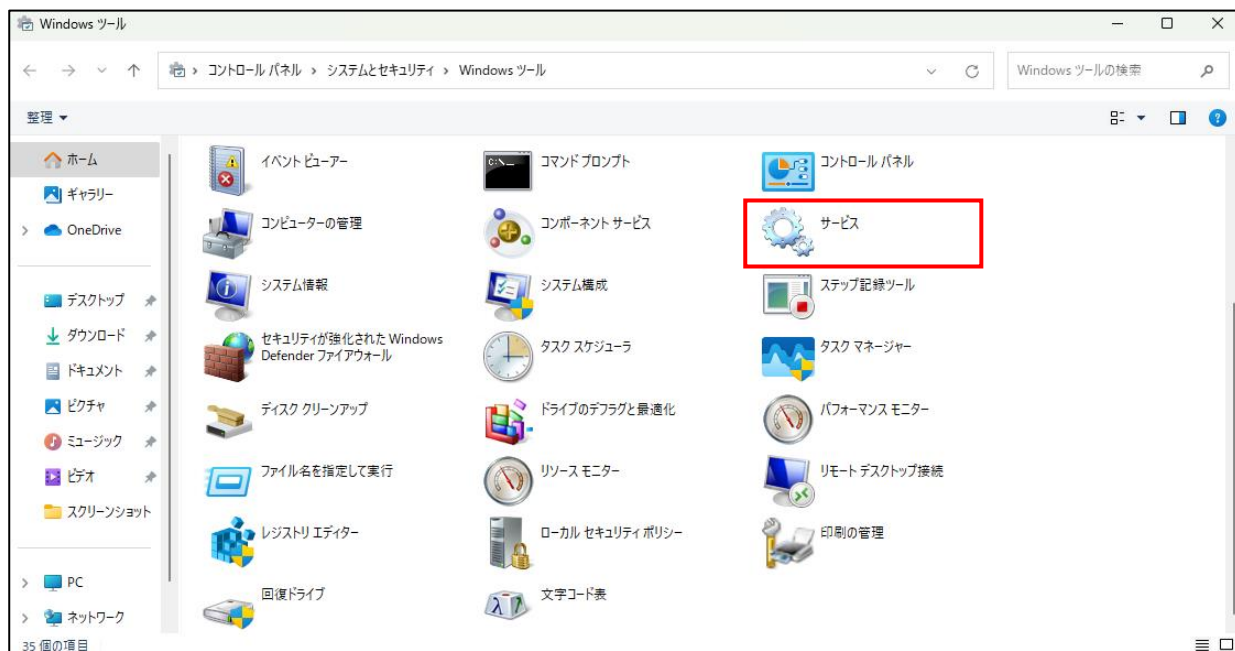 Windows ツール
コントロール パネル › システムとセキュリティ › Windows ツール
Windows ツールの検索
整理
ホーム
ギャラリー
OneDrive
デスクトップ
ダウンロード
ドキュメント
ピクチャ
ミュージック
ビデオ
スクリーンショット
PC
ネットワーク
イベント ビューアー
コマンド プロンプト
コントロール パネル
コンピューターの管理
コンポーネント サービス
サービス
システム情報
システム構成
ステップ記録ツール
セキュリティが強化された Windows
Defender ファイアウォール
タスク スケジューラ
タスク マネージャー
ディスク クリーンアップ
ドライブのデフラグと最適化
パフォーマンス モニター
ファイル名を指定して実行
リソース モニター
リモート デスクトップ接続
レジストリ エディター
ローカル セキュリティ ポリシー
印刷の管理
回復ドライブ
文字コード表
35 個の項目